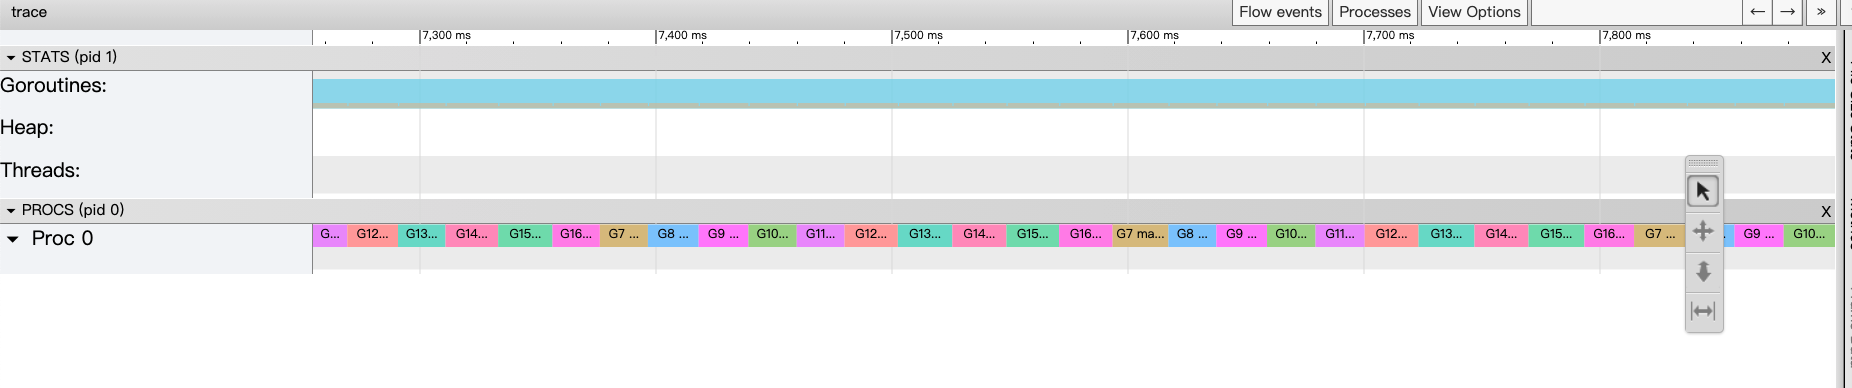 trace Flow events Processes View Options ← → »
7,300 ms 7,400 ms 7,500 ms 7,600 ms 7,700 ms 7,800 ms
STATS (pid 1) X
Goroutines:
Heap:
Threads:
PROCS (pid 0) X
Proc 0 G... G12... G13... G14... G15... G16... G7 ... G8 ... G9 ... G10... G11... G12... G13... G14... G15... G16... G7 ma... G8 ... G9 ... G10... G11... G12... G13... G14... G15... G16... G7 ... G9 ... G10...